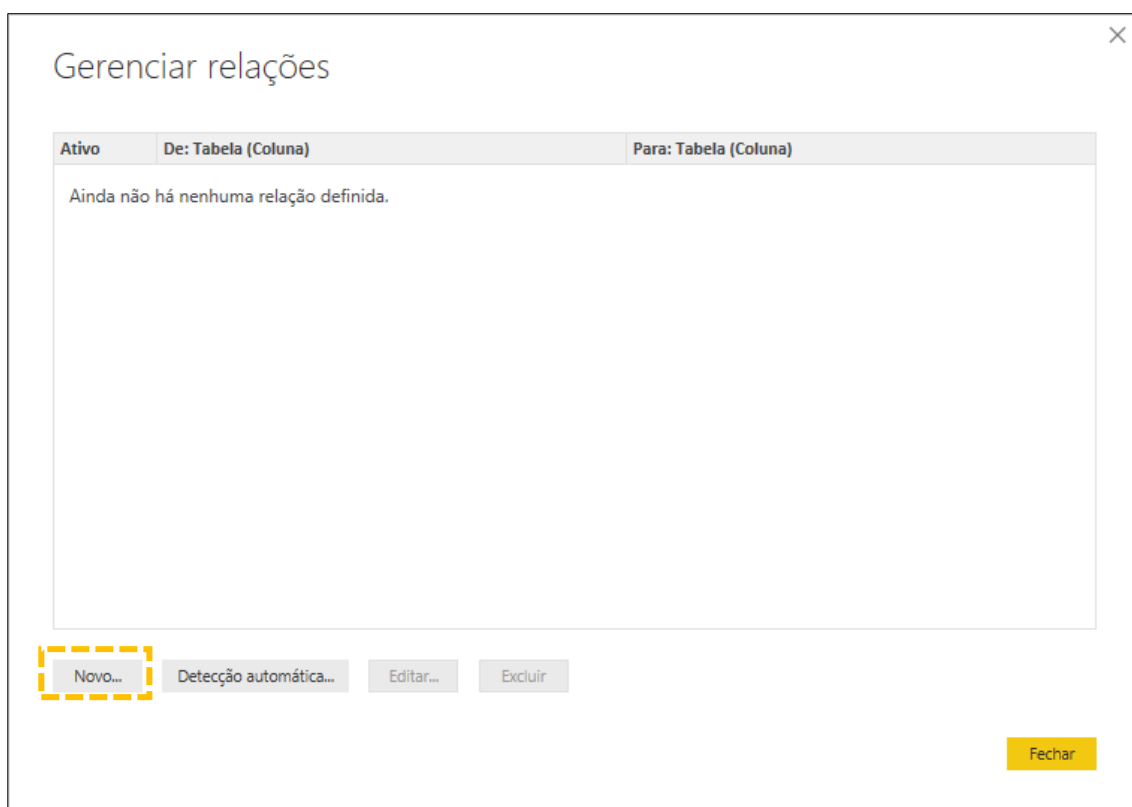 Gerenciar relações
Ativo De: Tabela (Coluna) Para: Tabela (Coluna)
Ainda não há nenhuma relação definida.
Novo... Detecção automática... Editar... Excluir
Fechar